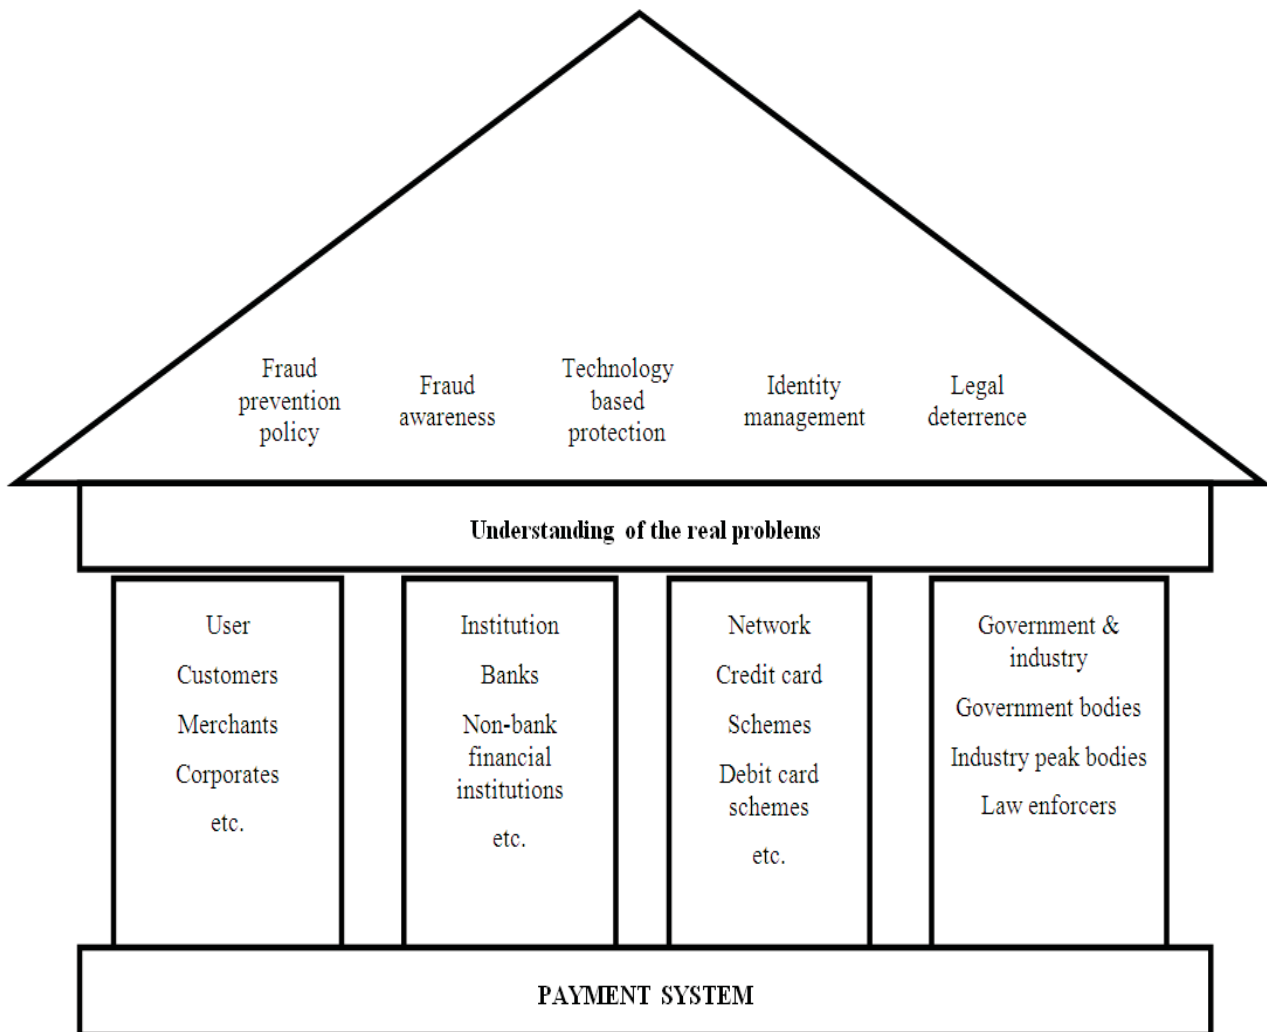 Fraud
prevention
policy
Fraud
awareness
Technology
based
protection
Identity
management
Legal
deterrence
Understanding of the real problems
User
Customers
Merchants
Corporates
etc.
Institution
Banks
Non-bank
financial
institutions
etc.
Network
Credit card
Schemes
Debit card
schemes
etc.
Government &
industry
Government bodies
Industry peak bodies
Law enforcers
PAYMENT SYSTEM